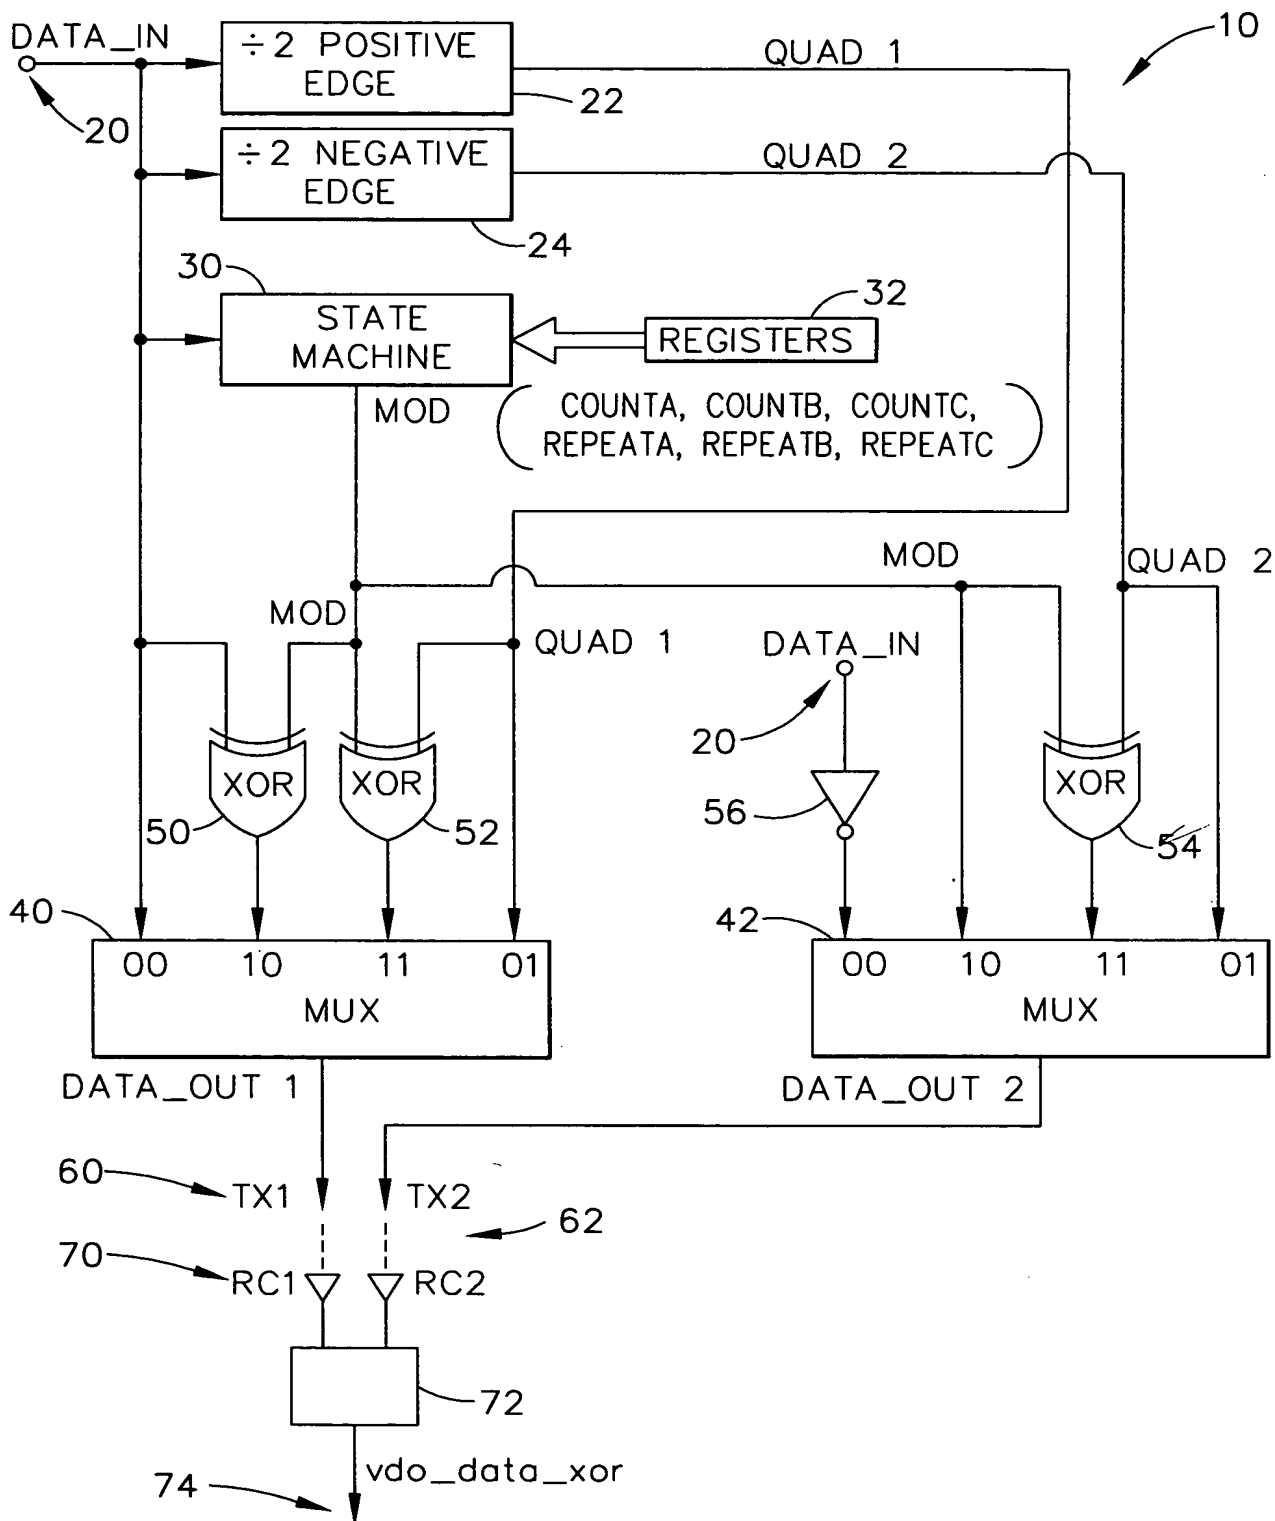 DATA_IN
÷2 POSITIVE
EDGE
QUAD 1
10
20
22
÷2 NEGATIVE
EDGE
QUAD 2
24
30
STATE
MACHINE
32
REGISTERS
MOD
COUNTA, COUNTB, COUNTC,
REPEATA, REPEATB, REPEATC
MOD
QUAD 2
MOD
QUAD 1
DATA_IN
20
XOR
XOR
XOR
50
52
56
54
40
42
00 10 11 01
MUX
00 10 11 01
MUX
DATA_OUT 1
DATA_OUT 2
60
TX1
TX2
62
70
RC1
RC2
72
vdo_data_xor
74